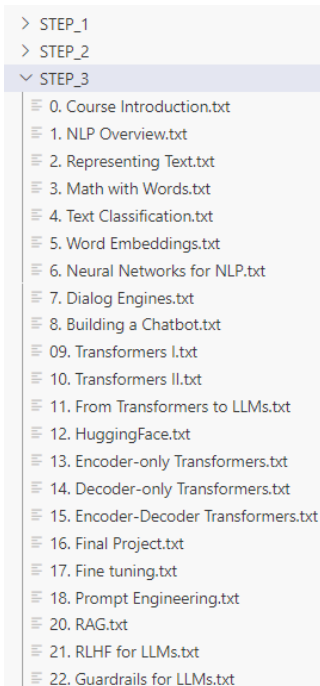 STEP_1
STEP_2
STEP_3
0. Course Introduction.txt
1. NLP Overview.txt
2. Representing Text.txt
3. Math with Words.txt
4. Text Classification.txt
5. Word Embeddings.txt
6. Neural Networks for NLP.txt
7. Dialog Engines.txt
8. Building a Chatbot.txt
09. Transformers I.txt
10. Transformers II.txt
11. From Transformers to LLMs.txt
12. HuggingFace.txt
13. Encoder-only Transformers.txt
14. Decoder-only Transformers.txt
15. Encoder-Decoder Transformers.txt
16. Final Project.txt
17. Fine tuning.txt
18. Prompt Engineering.txt
20. RAG.txt
21. RLHF for LLMs.txt
22. Guardrails for LLMs.txt